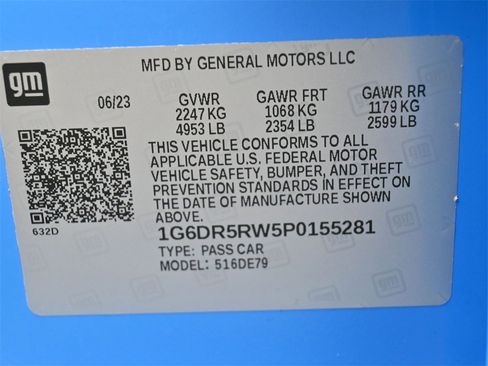 gm
MFD BY GENERAL MOTORS LLC
06/23 GVWR GAWR FRT GAWR RR
2247 KG 1068 KG 1179 KG
4953 LB 2354 LB 2599 LB
THIS VEHICLE CONFORMS TO ALL
APPLICABLE U.S. FEDERAL MOTOR
VEHICLE SAFETY, BUMPER, AND THEFT
PREVENTION STANDARDS IN EFFECT ON
THE DATE OF MANUFACTURE SHOWN
ABOVE.
632D
1G6DR5RW5P0155281
TYPE: PASS CAR
MODEL: 516DE79